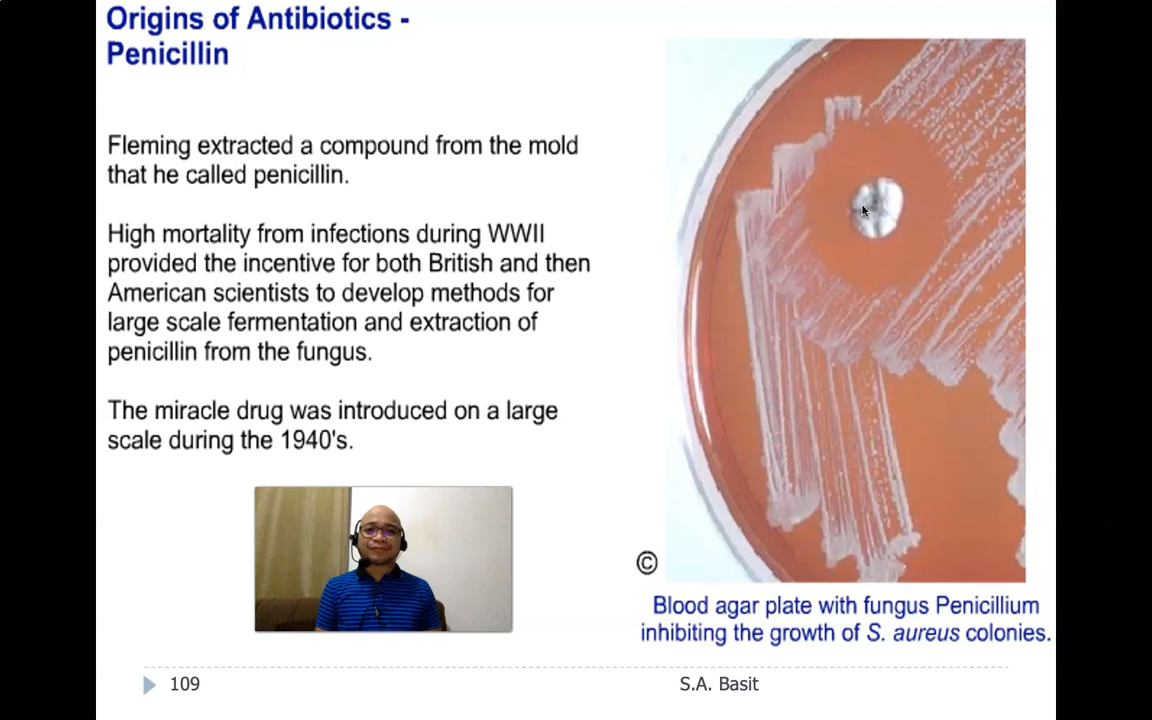 Origins of Antibiotics -
Penicillin
Fleming extracted a compound from the mold
that he called penicillin.
High mortality from infections during WWII
provided the incentive for both British and then
American scientists to develop methods for
large scale fermentation and extraction of
penicillin from the fungus.
The miracle drug was introduced on a large
scale during the 1940's.
©
Blood agar plate with fungus Penicillium
inhibiting the growth of S. aureus colonies.
109
S.A. Basit